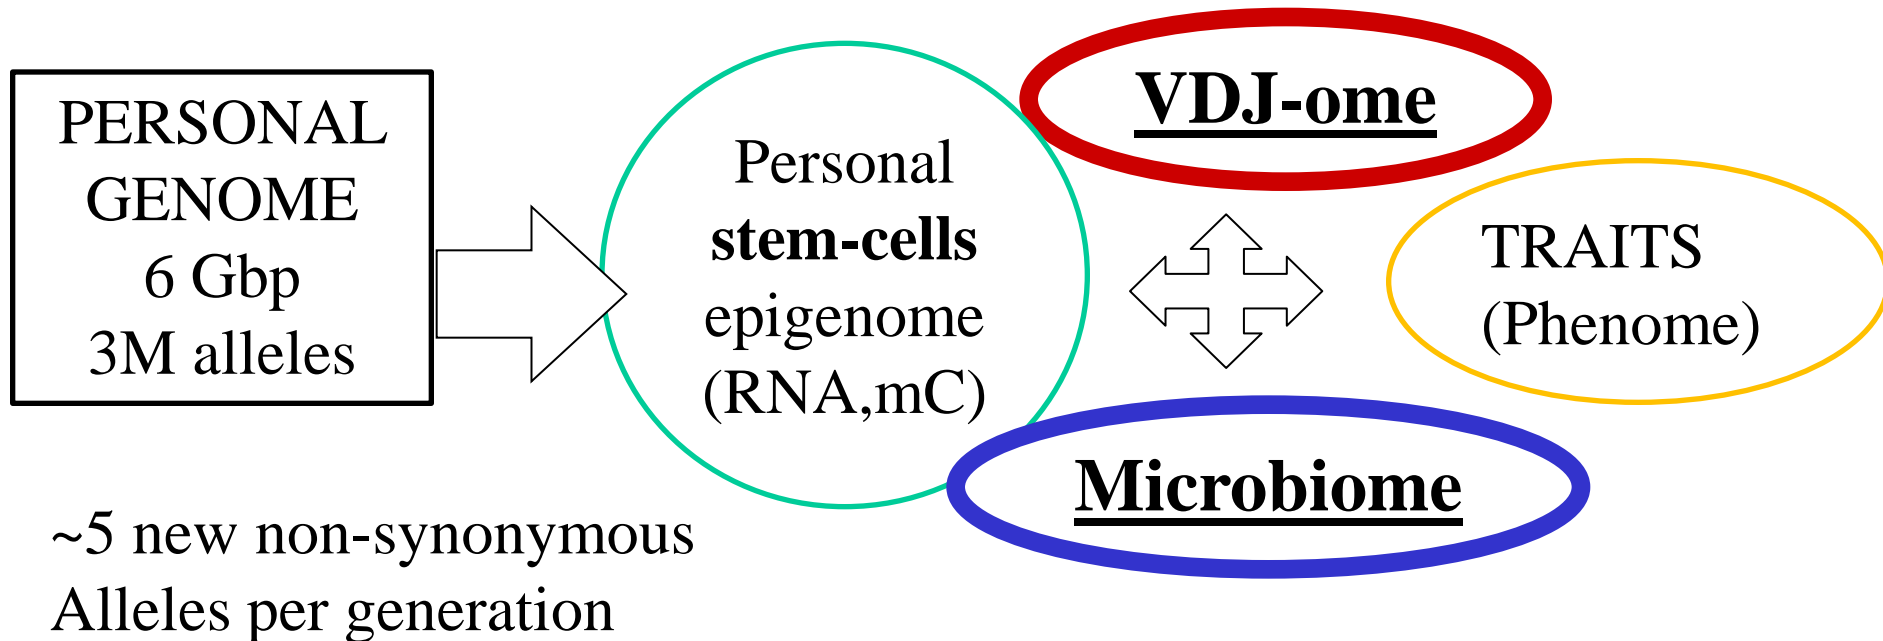 PERSONAL
GENOME
6 Gbp
3M alleles
~5 new non-synonymous
Alleles per generation
Personal
stem-cells
epigenome
(RNA,mC)
VDJ-ome
Microbiome
TRAITS
(Phenome)